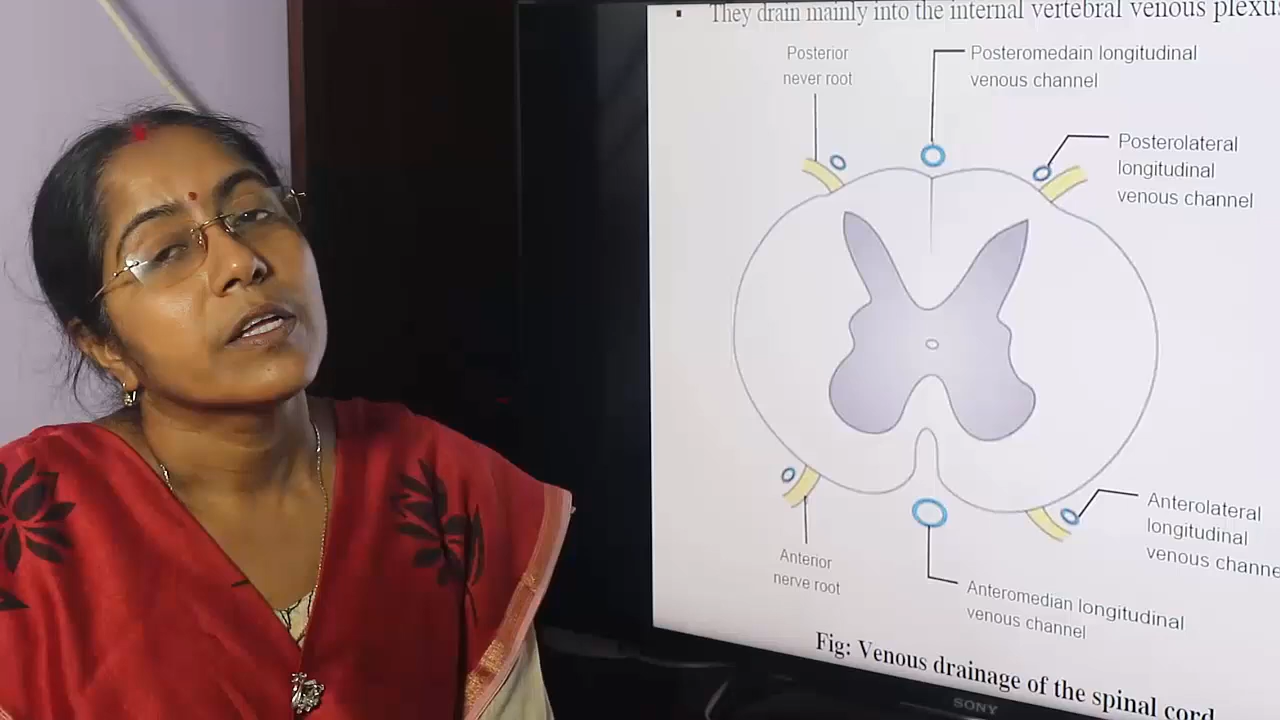 ▪ They drain mainly into the internal vertebral venous plexus
Posterior
never root
Posteromedain longitudinal
venous channel
Posterolateral
longitudinal
venous channel
Anterolateral
longitudinal
venous channe
Anterior
nerve root
Anteromedian longitudinal
venous channel
Fig: Venous drainage of the spinal cord
SONY